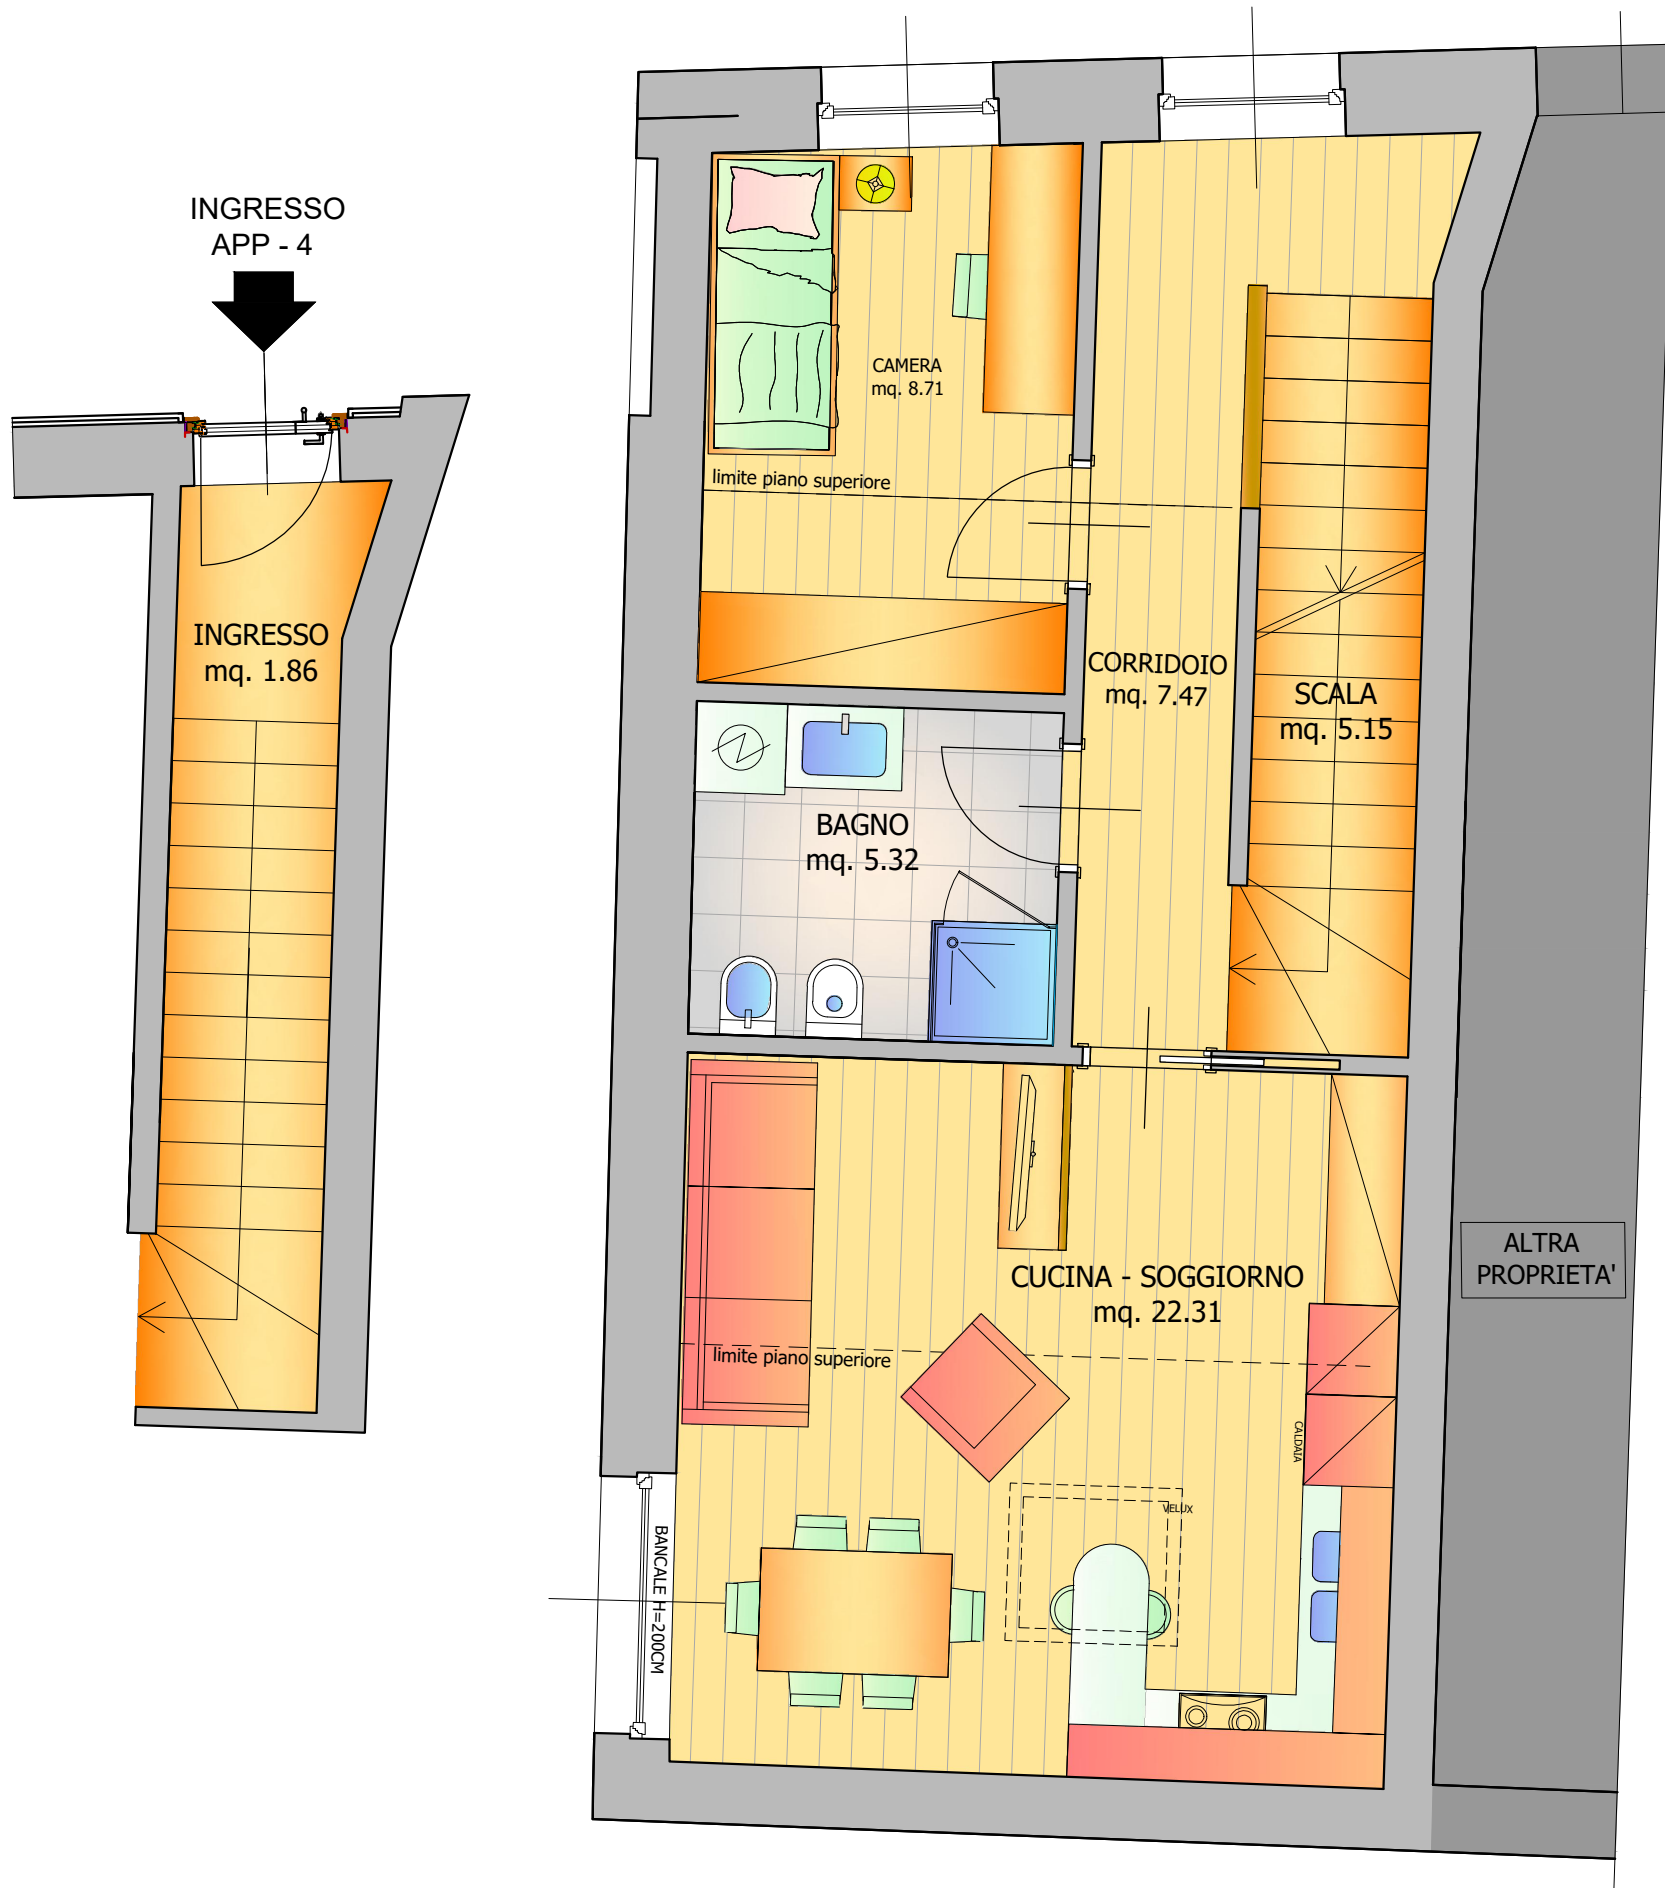 INGRESSO
APP - 4
INGRESSO
mq. 1.86
CAMERA
mq. 8.71
limite piano superiore
CORRIDOIO
mq. 7.47
SCALA
mq. 5.15
BAGNO
mq. 5.32
CUCINA - SOGGIORNO
mq. 22.31
limite piano superiore
ALTRA
PROPRIETA'
CALDAIA
VELUX
BANCALE H=200CM